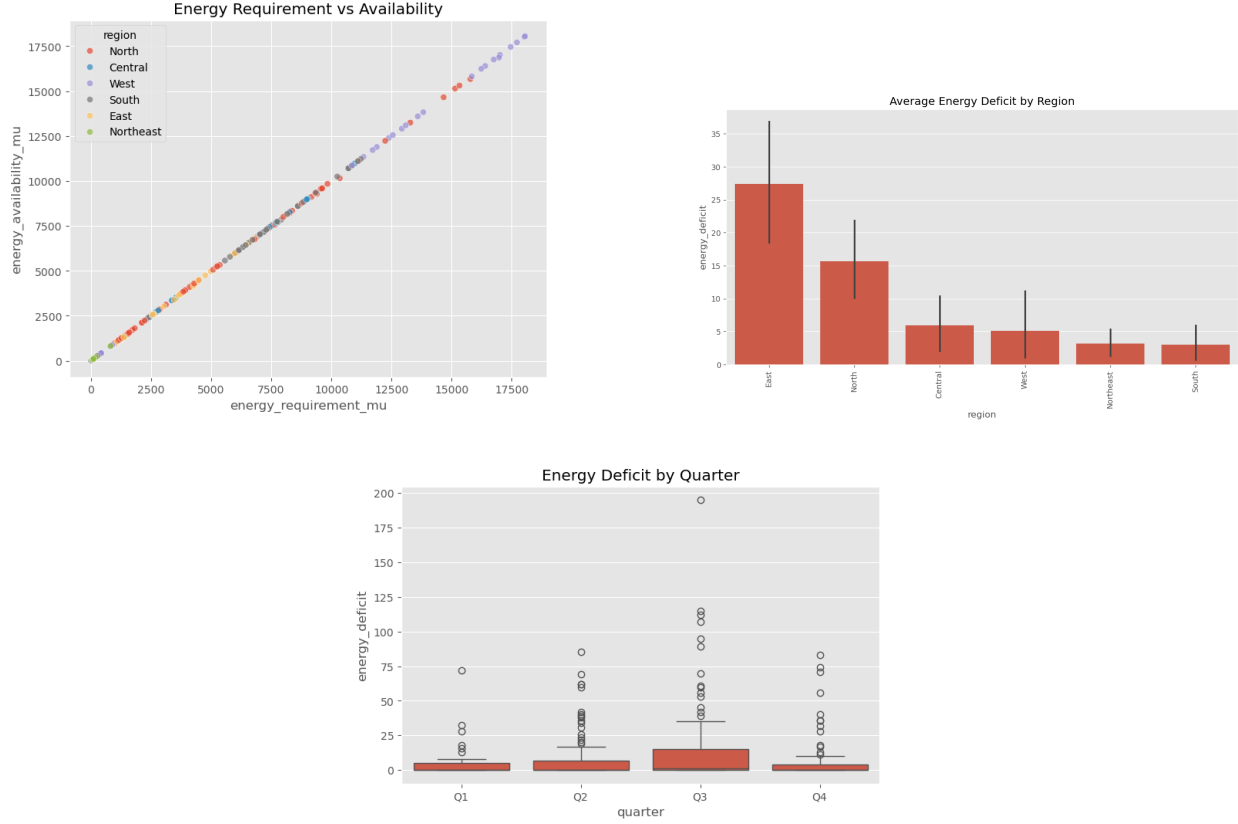 Energy Requirement vs Availability
region
North
Central
West
South
East
Northeast
17500
15000
12500
10000
7500
5000
2500
0
energy_availability_mu
0 2500 5000 7500 10000 12500 15000 17500
energy_requirement_mu
Average Energy Deficit by Region
35
30
25
20
15
10
5
0
energy_deficit
East North Central West Northeast South
region
Energy Deficit by Quarter
200
175
150
125
100
75
50
25
0
energy_deficit
Q1 Q2 Q3 Q4
quarter